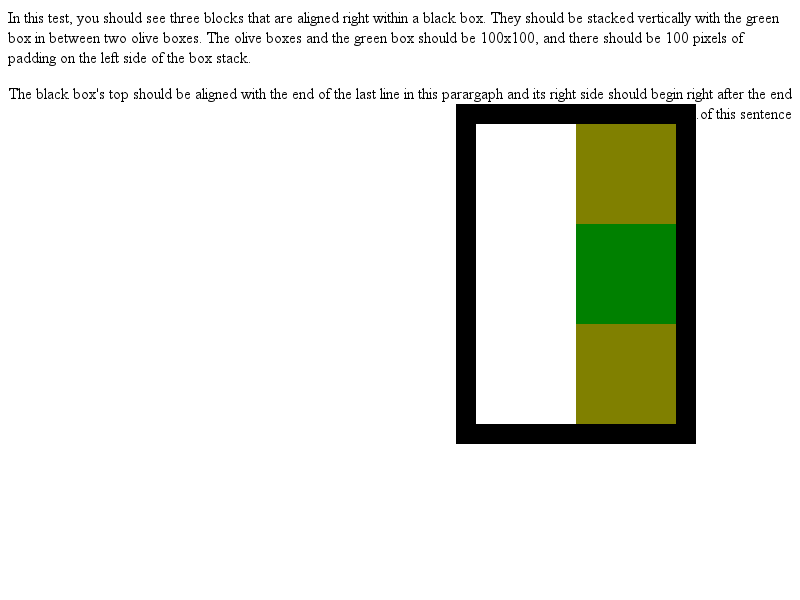 In this test, you should see three blocks that are aligned right within a black box. They should be stacked vertically with the green
box in between two olive boxes. The olive boxes and the green box should be 100x100, and there should be 100 pixels of
padding on the left side of the box stack.
The black box's top should be aligned with the end of the last line in this parargaph and its right side should begin right after the end
.of this sentence